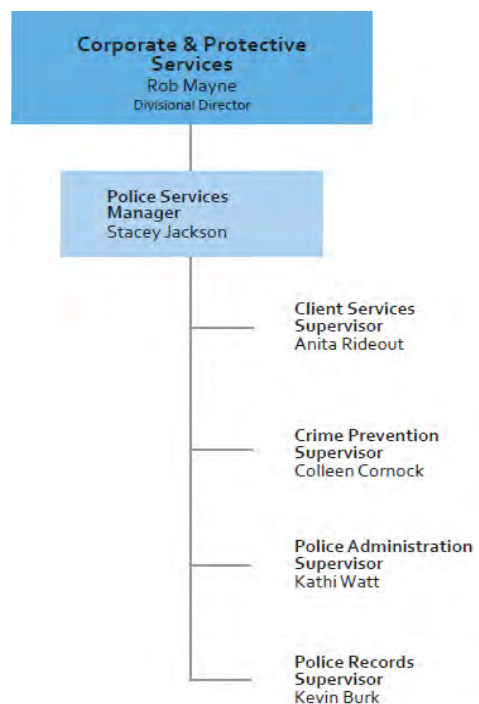 Corporate & Protective
Services
Rob Mayne
Divisional Director
Police Services
Manager
Stacey Jackson
Client Services
Supervisor
Anita Rideout
Crime Prevention
Supervisor
Colleen Cornock
Police Administration
Supervisor
Kathi Watt
Police Records
Supervisor
Kevin Burk